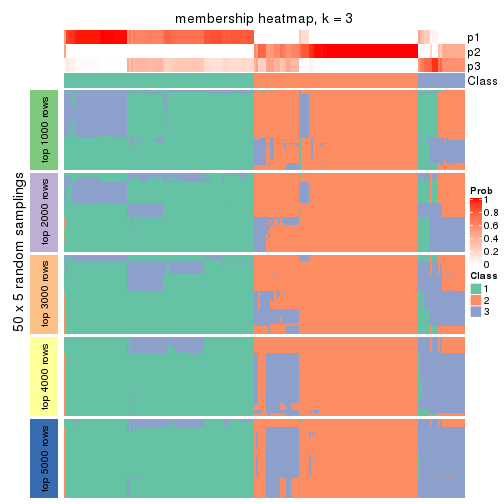 membership heatmap, k = 3
p1
p2
p3
Class
50 x 5 random samplings
top 1000 rows
top 2000 rows
top 3000 rows
top 4000 rows
top 5000 rows
Prob
1
0.8
0.6
0.4
0.2
0
Class
1
2
3